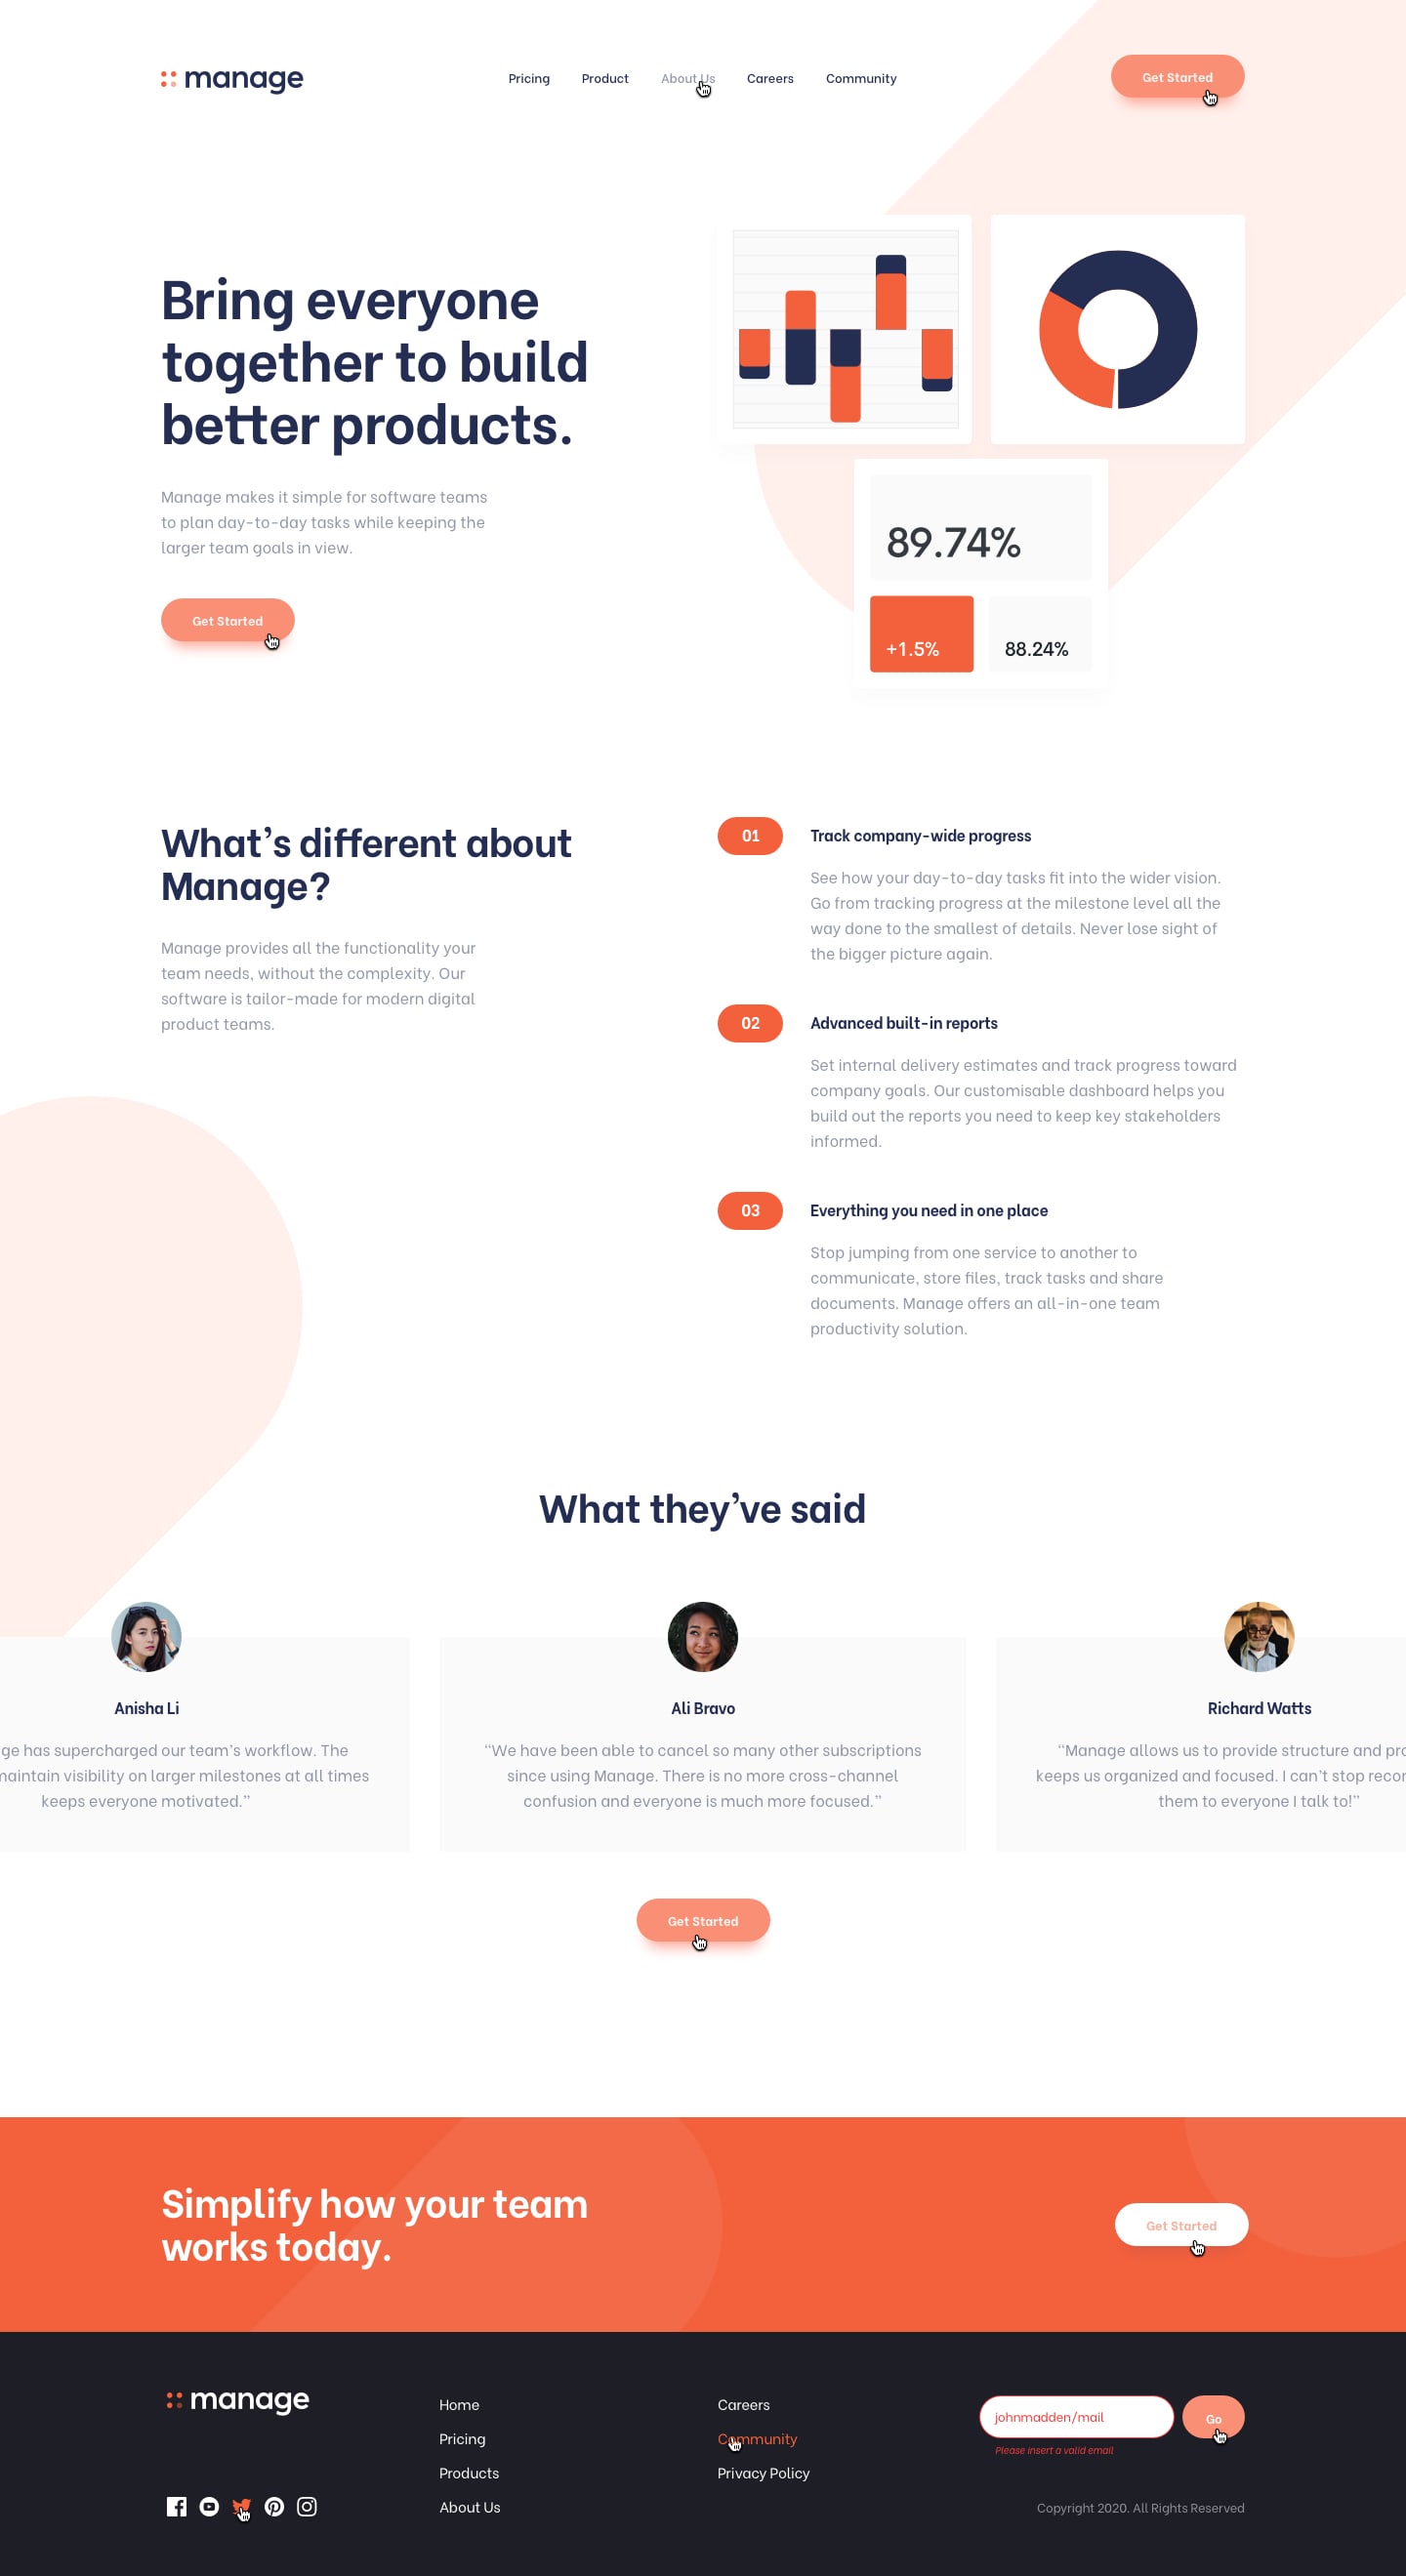 manage
Pricing
Product
About Us
Careers
Community
Get Started
Bring everyone
together to build
better products.
Manage makes it simple for software teams
to plan day-to-day tasks while keeping the
larger team goals in view.
Get Started
89.74%
+1.5%
88.24%
What’s different about
Manage?
Manage provides all the functionality your
team needs, without the complexity. Our
software is tailor-made for modern digital
product teams.
01
Track company-wide progress
See how your day-to-day tasks fit into the wider vision.
Go from tracking progress at the milestone level all the
way done to the smallest of details. Never lose sight of
the bigger picture again.
02
Advanced built-in reports
Set internal delivery estimates and track progress toward
company goals. Our customisable dashboard helps you
build out the reports you need to keep key stakeholders
informed.
03
Everything you need in one place
Stop jumping from one service to another to
communicate, store files, track tasks and share
documents. Manage offers an all-in-one team
productivity solution.
What they’ve said
Anisha Li
ge has supercharged our team’s workflow. The
maintain visibility on larger milestones at all times
keeps everyone motivated.”
Ali Bravo
“We have been able to cancel so many other subscriptions
since using Manage. There is no more cross-channel
confusion and everyone is much more focused.”
Richard Watts
“Manage allows us to provide structure and pro
keeps us organized and focused. I can’t stop recor
them to everyone I talk to!”
Get Started
Simplify how your team
works today.
Get Started
manage
Home
Pricing
Products
About Us
Careers
Community
Privacy Policy
johnmadden/mail
Go
Please insert a valid email
Copyright 2020. All Rights Reserved